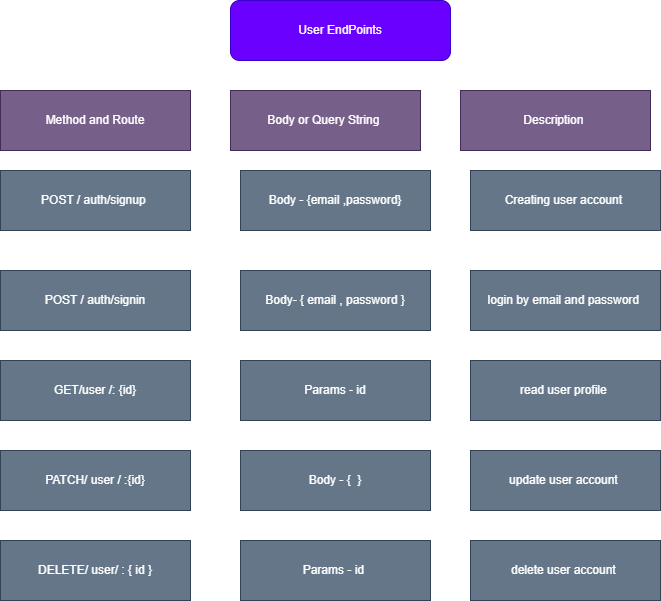 User EndPoints
Method and Route
Body or Query String
Description
POST / auth/signup
Body - {email ,password}
Creating user account
POST / auth/signin
Body- { email , password }
login by email and password
GET/user /: {id}
Params - id
read user profile
PATCH/ user / :{id}
Body - {  }
update user account
DELETE/ user/ : { id }
Params - id
delete user account